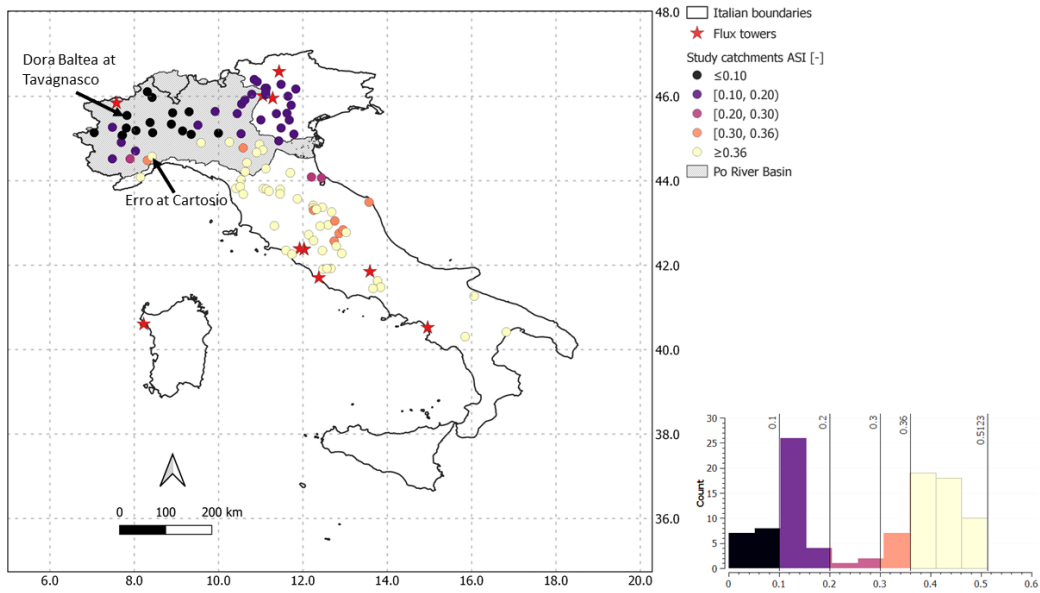 48.0
46.0
44.0
42.0
40.0
38.0
36.0
6.0 8.0 10.0 12.0 14.0 16.0 18.0 20.0
Dora Baltea at
Tavagnasco
Erro at Cartosio
0 100 200 km
Italian boundaries
Flux towers
Study catchments ASI [-]
≤0.10
[0.10, 0.20)
[0.20, 0.30)
[0.30, 0.36)
≥0.36
Po River Basin
30
25
20
15
10
5
0
Count
0.1
0.2
0.3
0.36
0.5123
0 0.1 0.2 0.3 0.4 0.5 0.6